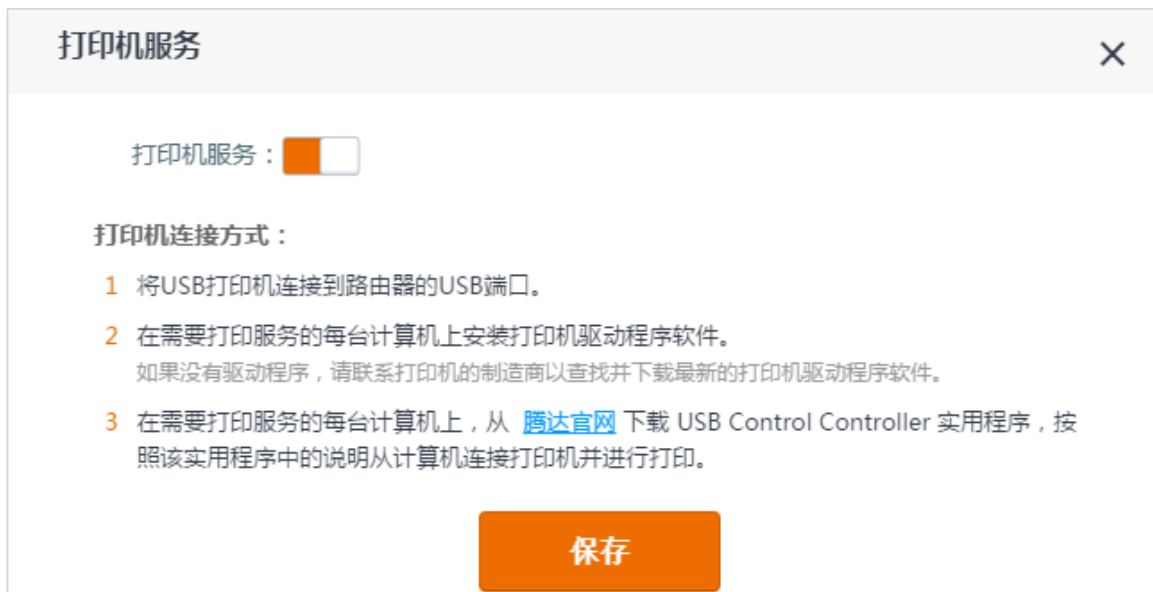 打印机服务
打印机服务：
打印机连接方式：
1 将USB打印机连接到路由器的USB端口。
2 在需要打印服务的每台计算机上安装打印机驱动程序软件。
如果没有驱动程序，请联系打印机的制造商以查找并下载最新的打印机驱动程序软件。
3 在需要打印服务的每台计算机上，从 腾达官网 下载 USB Control Controller 实用程序，按
照该实用程序中的说明从计算机连接打印机并进行打印。
保存